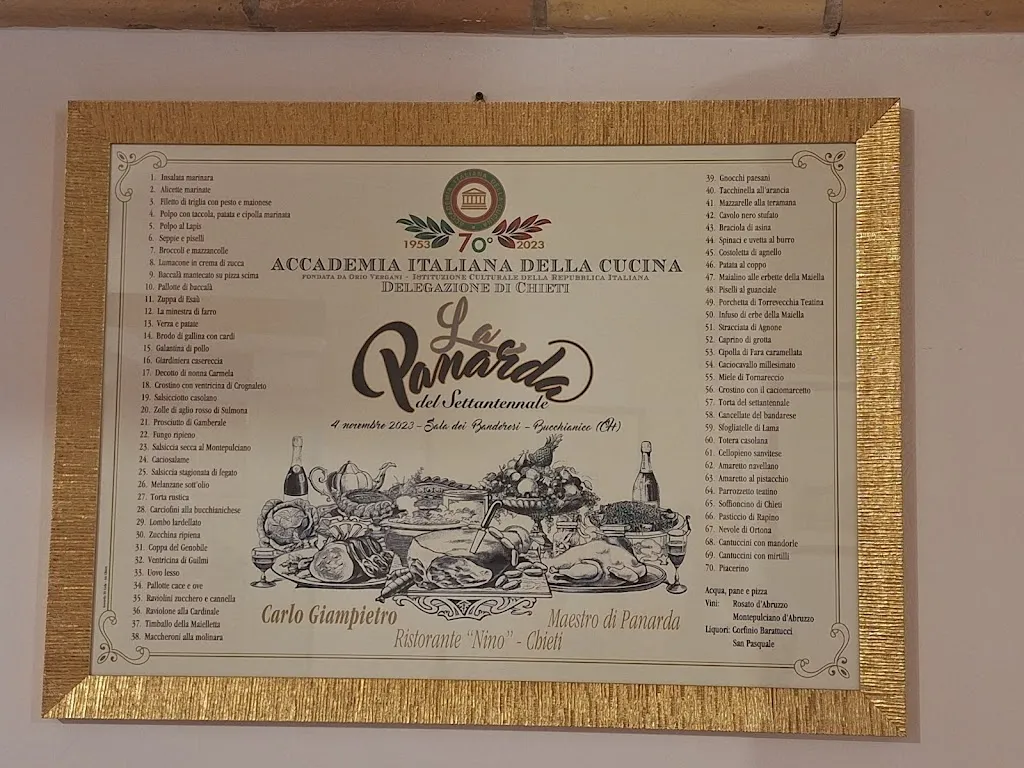 1. Insalata marinara
2. Alicette marinate
3. Filetto di triglia con pesto e maionese
4. Polpo con taccola, patata e cipolla marinata
5. Polpo al Lapis
6. Seppie e piselli
7. Broccoli e mazzancolle
8. Lumacone in crema di zucca
9. Baccalà mantecato su pizza scima
10. Pallotte di baccalà
11. Zuppa di Esaù
12. La minestra di farro
13. Verza e patate
14. Brodo di gallina con cardi
15. Galantina di pollo
16. Giardiniera casereccia
17. Decotto di nonna Carmela
18. Crostino con ventricina di Crognaleto
19. Salsicciotto casolano
20. Zolle di aglio rosso di Sulmona
21. Prosciutto di Gamberale
22. Fungo ripieno
23. Salsiccia secca al Montepulciano
24. Caciosalame
25. Salsiccia stagionata di fegato
26. Melanzane sott'olio
27. Torta rustica
28. Carciofini alla bucchianichese
29. Lombo lardellato
30. Zucchina ripiena
31. Coppa del Genobile
32. Ventricina di Guilmi
33. Uovo lesso
34. Pallotte cace e ove
35. Raviolini zucchero e cannella
36. Raviolone alla Cardinale
37. Timballo della Maielletta
38. Maccheroni alla molinara
1953 70° 2023
ACCADEMIA ITALIANA DELLA CUCINA
FONDATA DA ORIO VERGANI - ISTITUZIONE CULTURALE DELLA REPUBBLICA ITALIANA
DELEGAZIONE DI CHIETI
La
Panarda
del Settantennale
4 novembre 2023 - Sala dei Banderesi - Bucchianico (CH)
Carlo Giampietro Maestro di Panarda
Ristorante "Nino" - Chieti
39. Gnocchi paesani
40. Tacchinella all'arancia
41. Mazzarelle alla teramana
42. Cavolo nero stufato
43. Braciola di asina
44. Spinaci e uvetta al burro
45. Costoletta di agnello
46. Patata al coppo
47. Maialino alle erbette della Maiella
48. Piselli al guanciale
49. Porchetta di Torrevecchia Teatina
50. Infuso di erbe della Maiella
51. Stracciata di Agnone
52. Caprino di grotta
53. Cipolla di Fara caramellata
54. Caciocavallo millesimato
55. Miele di Tornareccio
56. Crostino con il caciomarcetto
57. Torta del settantennale
58. Cancellate del bandarese
59. Sfogliatelle di Lama
60. Totera casolana
61. Cellopieno sanvitese
62. Amaretto navellano
63. Amaretto al pistacchio
64. Parrozzetto teatino
65. Soffioncino di Chieti
66. Pasticcio di Rapino
67. Nevole di Ortona
68. Cantuccini con mandorle
69. Cantuccini con mirtilli
70. Piacerino
Acqua, pane e pizza
Vini: Rosato d'Abruzzo
Montepulciano d'Abruzzo
Liquori: Corfinio Barattucci
San Pasquale